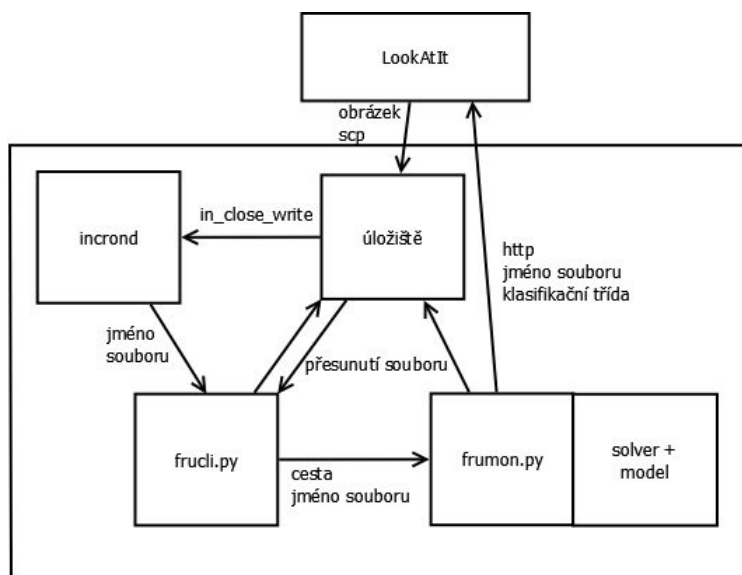 LookAtIt
obrázek
scp
in_close_write
incrond
úložiště
http
jméno souboru
klasifikační třída
jméno
souboru
přesunutí souboru
frucli.py
cesta
jméno souboru
frumon.py
solver +
model